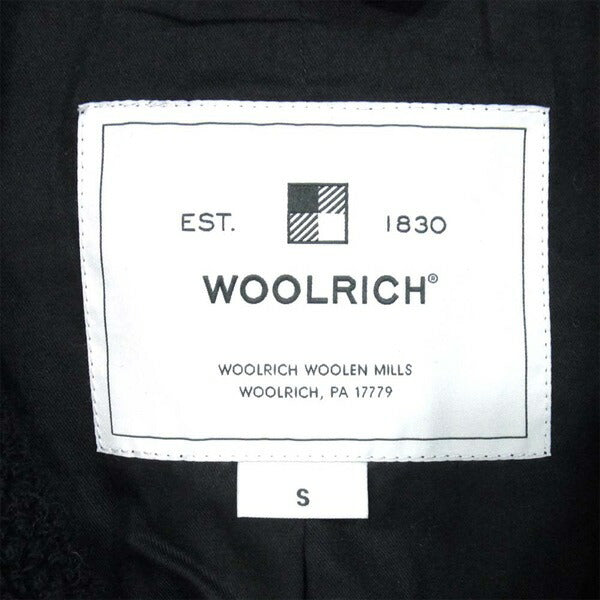 EST. 1830
WOOLRICH®
WOOLRICH WOOLEN MILLS
WOOLRICH, PA 17779
S